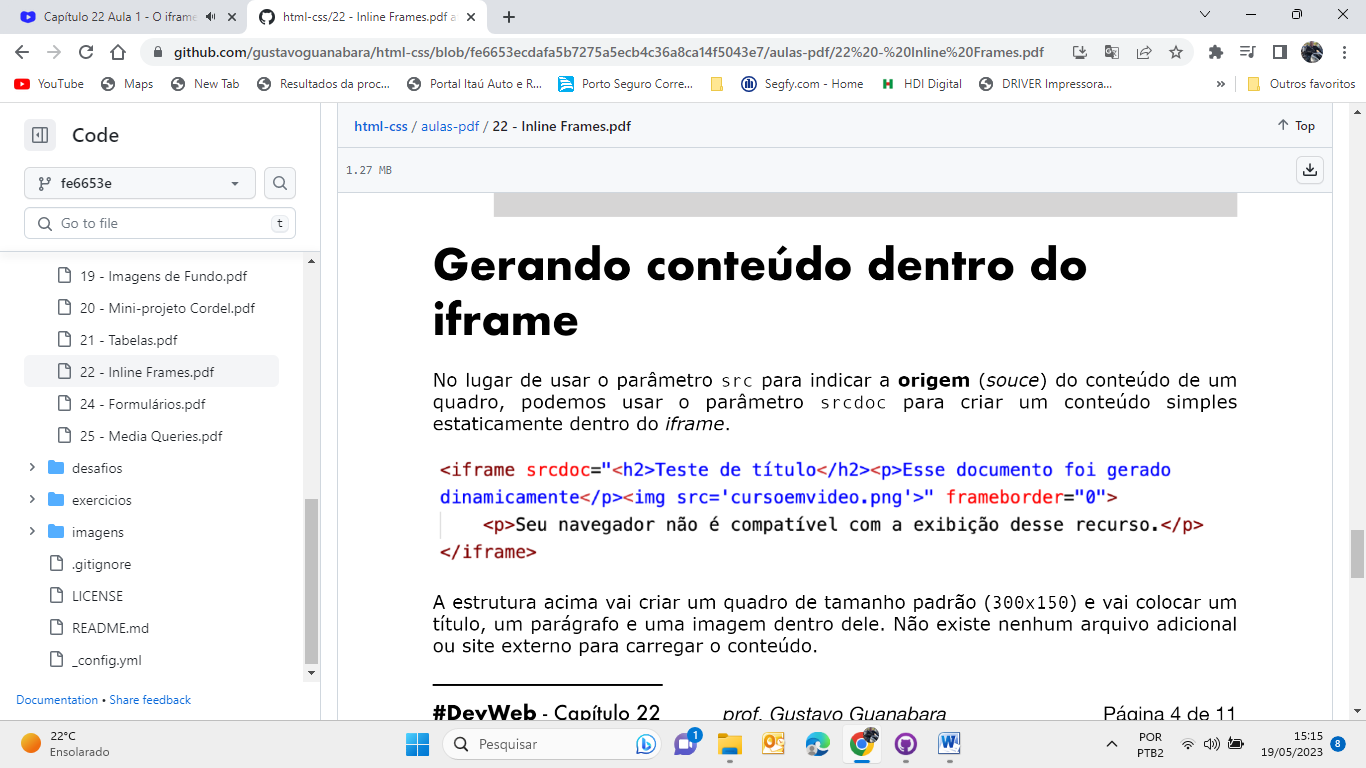 Capítulo 22 Aula 1 - O iframe
html-css/22 - Inline Frames.pdf a
github.com/gustavoguanabara/html-css/blob/fe6653ecdafa5b7275a5ecb4c36a8ca14f5043e7/aulas-pdf/22%20-%20Inline%20Frames.pdf
YouTube Maps New Tab Resultados da proc... Portal Itaú Auto e R... Porto Seguro Corre... Segfy.com - Home HDI Digital DRIVER Impressora... » Outros favoritos
Code
fe6653e
Go to file t
19 - Imagens de Fundo.pdf
20 - Mini-projeto Cordel.pdf
21 - Tabelas.pdf
22 - Inline Frames.pdf
24 - Formulários.pdf
25 - Media Queries.pdf
desafios
exercicios
imagens
.gitignore
LICENSE
README.md
_config.yml
Documentation • Share feedback
html-css / aulas-pdf / 22 - Inline Frames.pdf
Top
1.27 MB
Gerando conteúdo dentro do
iframe
No lugar de usar o parâmetro src para indicar a origem (souce) do conteúdo de um
quadro, podemos usar o parâmetro srcdoc para criar um conteúdo simples
estaticamente dentro do iframe.
<iframe srcdoc="<h2>Teste de título</h2><p>Esse documento foi gerado
dinamicamente</p><img src='cursoemvideo.png'>" frameborder="0">
<p>Seu navegador não é compatível com a exibição desse recurso.</p>
</iframe>
A estrutura acima vai criar um quadro de tamanho padrão (300x150) e vai colocar um
título, um parágrafo e uma imagem dentro dele. Não existe nenhum arquivo adicional
ou site externo para carregar o conteúdo.
#DevWeb - Capítulo 22 prof. Gustavo Guanabara Página 4 de 11
22°C
Ensolarado
Pesquisar
1
POR
PTB2
15:15
19/05/2023
8